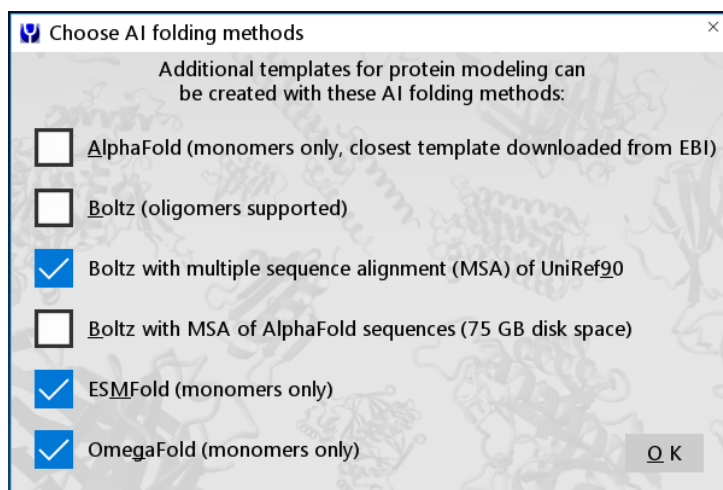 Choose AI folding methods
Additional templates for protein modeling can
be created with these AI folding methods:
AlphaFold (monomers only, closest template downloaded from EBI)
Boltz (oligomers supported)
Boltz with multiple sequence alignment (MSA) of UniRef90
Boltz with MSA of AlphaFold sequences (75 GB disk space)
ESMFold (monomers only)
OmegaFold (monomers only)
O K